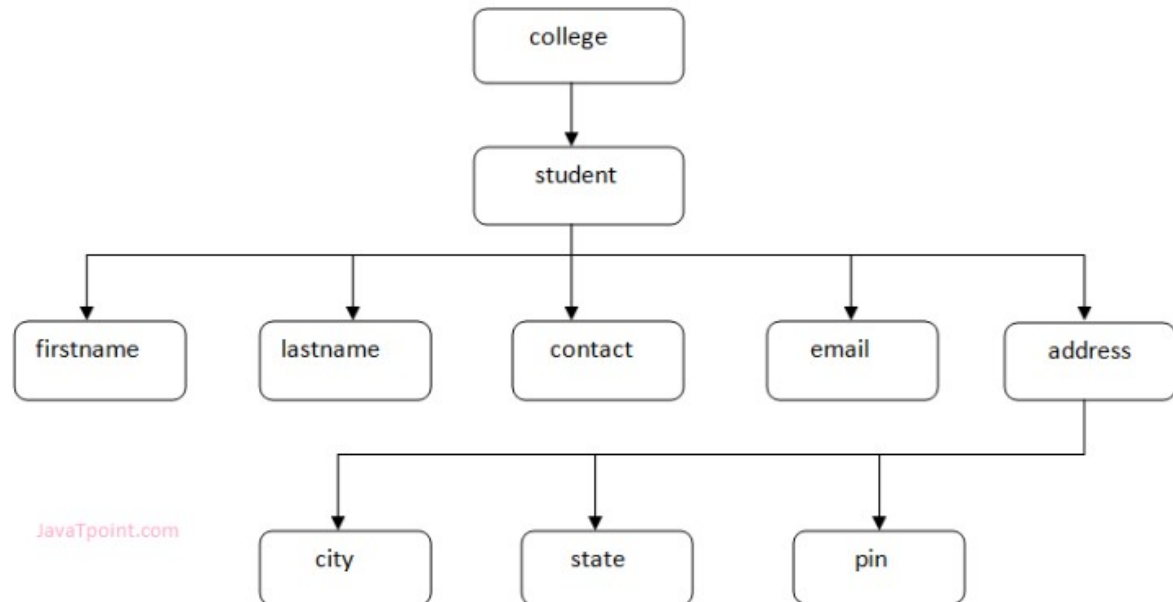 college
student
firstname lastname contact email address
JavaTpoint.com
city state pin